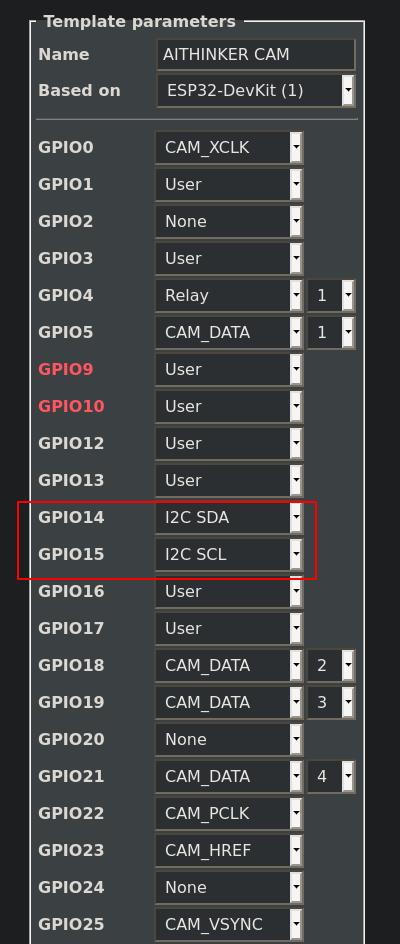 Template parameters
Name AITHINKER CAM
Based on ESP32-DevKit (1)
GPIO0 CAM_XCLK
GPIO1 User
GPIO2 None
GPIO3 User
GPIO4 Relay 1
GPIO5 CAM_DATA 1
GPIO9 User
GPIO10 User
GPIO12 User
GPIO13 User
GPIO14 I2C SDA
GPIO15 I2C SCL
GPIO16 User
GPIO17 User
GPIO18 CAM_DATA 2
GPIO19 CAM_DATA 3
GPIO20 None
GPIO21 CAM_DATA 4
GPIO22 CAM_PCLK
GPIO23 CAM_HREF
GPIO24 None
GPIO25 CAM_VSYNC